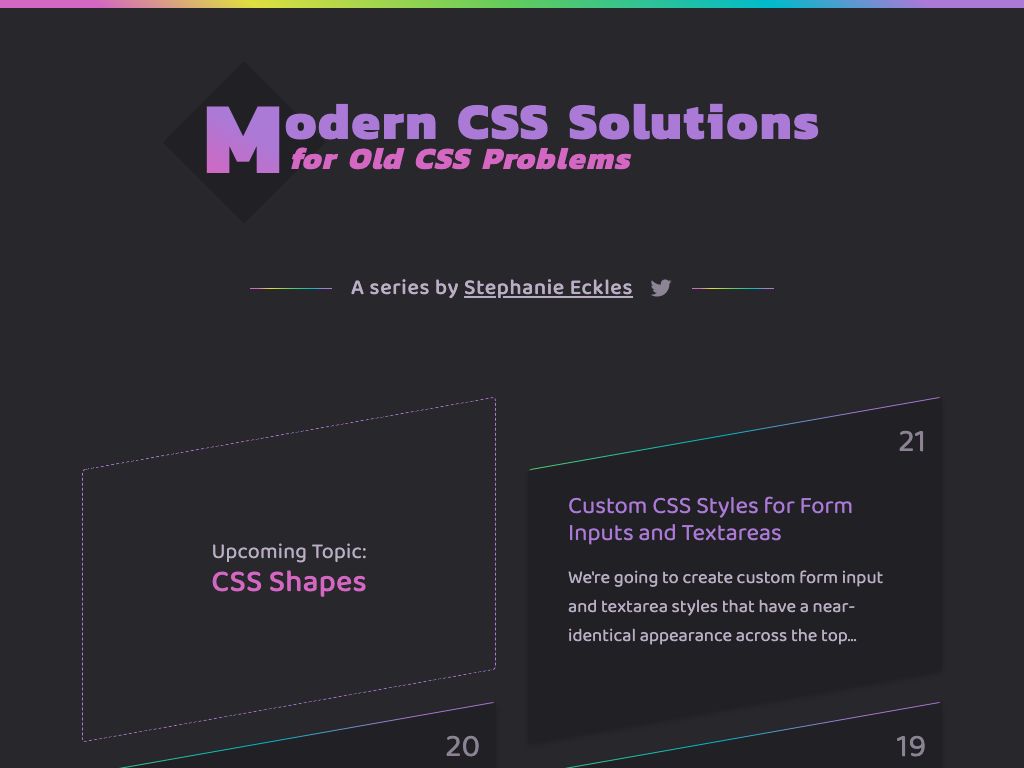 Modern CSS Solutions
for Old CSS Problems
A series by Stephanie Eckles
Upcoming Topic:
CSS Shapes
21
Custom CSS Styles for Form
Inputs and Textareas
We're going to create custom form input
and textarea styles that have a near-
identical appearance across the top...
20
19